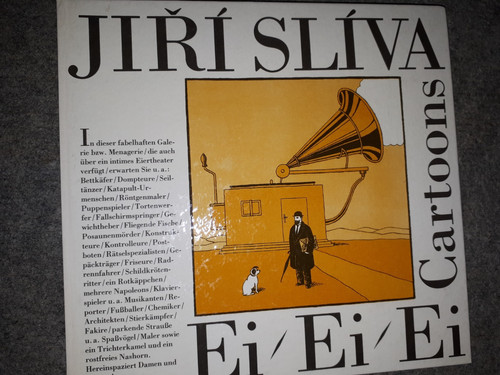 JIŘÍ SLÍVA
In dieser fabelhaften Gale-
rie bzw. Menagerie/die auch
über ein intimes Eiertheater
verfügt/erwarten Sie u. a.:
Bettkäfer/Dompteure/Seil-
tänzer/Katapult-Ur-
menschen/Röntgenmaler/
Puppenspieler/Tortenwer-
fer/Fallschirmspringer/Ge-
wichtheber/Fliegende Fische/
Posaunenmörder/Konstruk-
teure/Kontrolleure/Post-
boten/Rätselspezialisten/Ge-
päckträger/Friseure/Rad-
rennfahrer/Schildkröten-
ritter/ein Rotkäppchen/
mehrere Napoleons/Klavier-
spieler u. a. Musikanten/Re-
porter/Fußballer/Chemiker/
Architekten/Stierkämpfer/
Fakire/parkende Strauße
u. a. Spaßvögel/Maler sowie
ein Trichterkamel und ein
rostfreies Nashorn.
Hereinspaziert Damen und
Cartoons
Ei/Ei/Ei